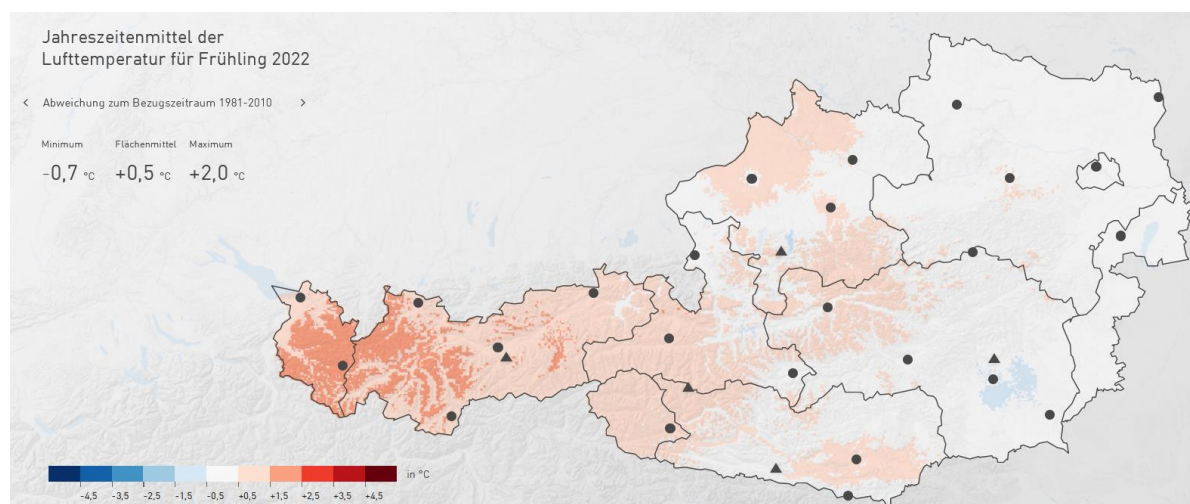 Jahreszeitenmittel der
Lufttemperatur für Frühling 2022
< Abweichung zum Bezugszeitraum 1981-2010 >
Minimum Flächenmittel Maximum
-0,7 °C +0,5 °C +2,0 °C
in °C
-4,5 -3,5 -2,5 -1,5 -0,5 +0,5 +1,5 +2,5 +3,5 +4,5